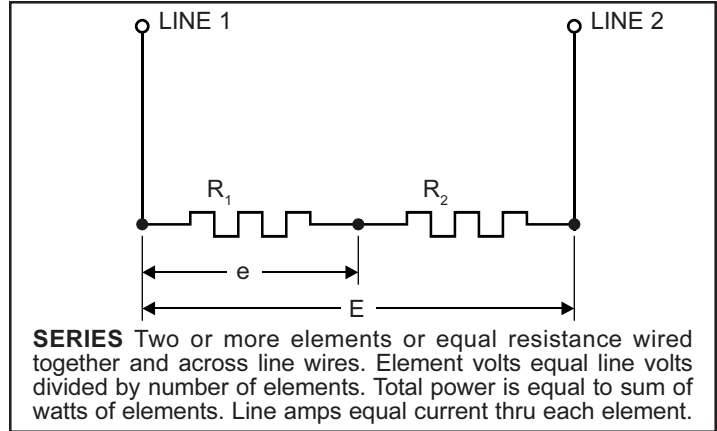 LINE 1 LINE 2
R₁ R₂
e
E
SERIES Two or more elements or equal resistance wired
together and across line wires. Element volts equal line volts
divided by number of elements. Total power is equal to sum of
watts of elements. Line amps equal current thru each element.